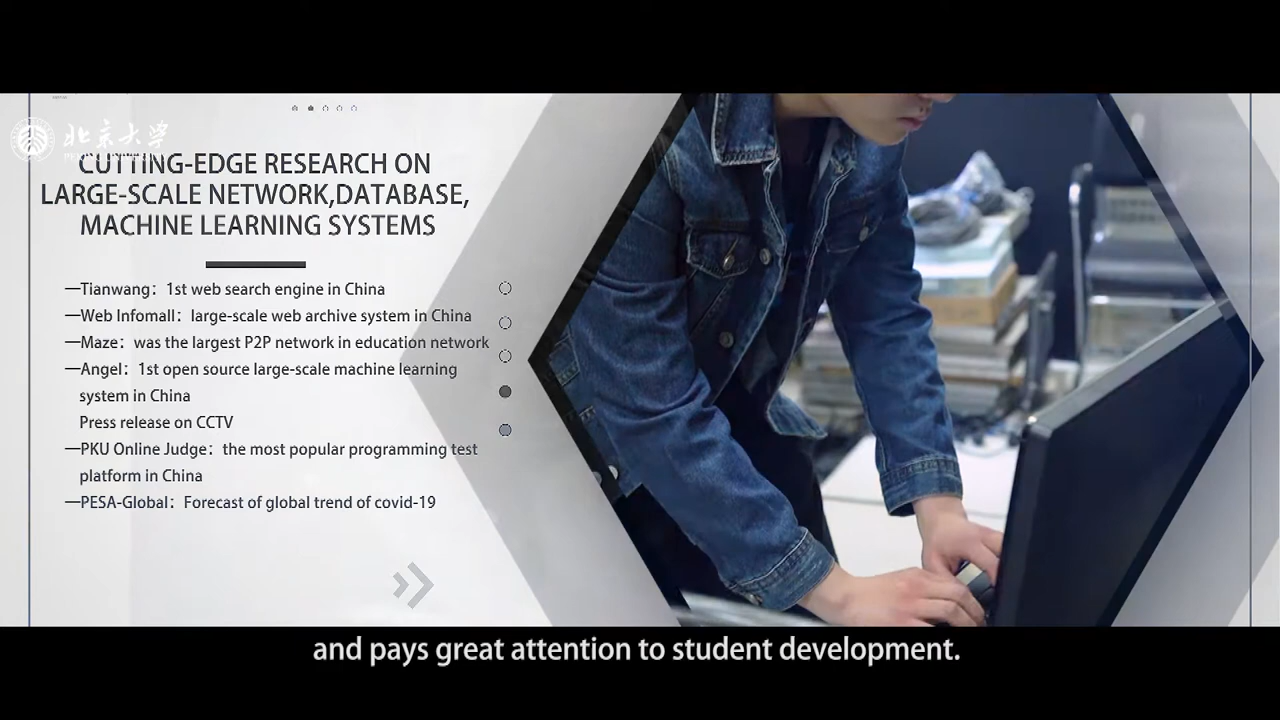 北京大学
CUTTING-EDGE RESEARCH ON
LARGE-SCALE NETWORK,DATABASE,
MACHINE LEARNING SYSTEMS
—Tianwang：1st web search engine in China
—Web Infomall：large-scale web archive system in China
—Maze：was the largest P2P network in education network
—Angel：1st open source large-scale machine learning
system in China
Press release on CCTV
—PKU Online Judge：the most popular programming test
platform in China
—PESA-Global：Forecast of global trend of covid-19
and pays great attention to student development.